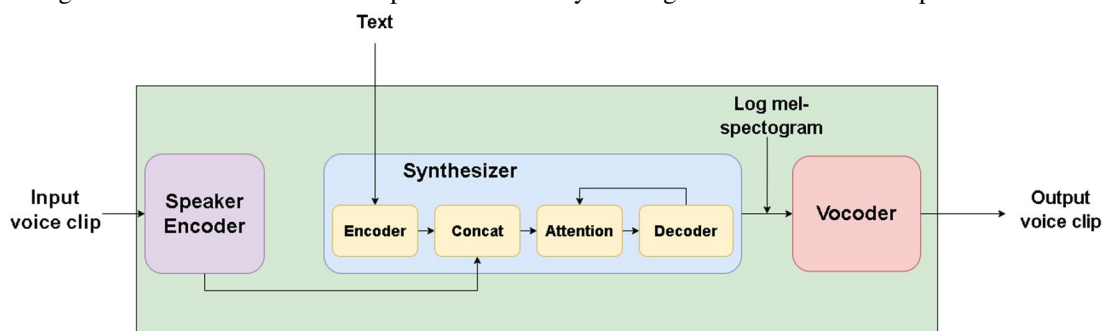 Text
Log mel-
spectogram
Synthesizer
Input
voice clip
Speaker
Encoder
Encoder
Concat
Attention
Decoder
Vocoder
Output
voice clip